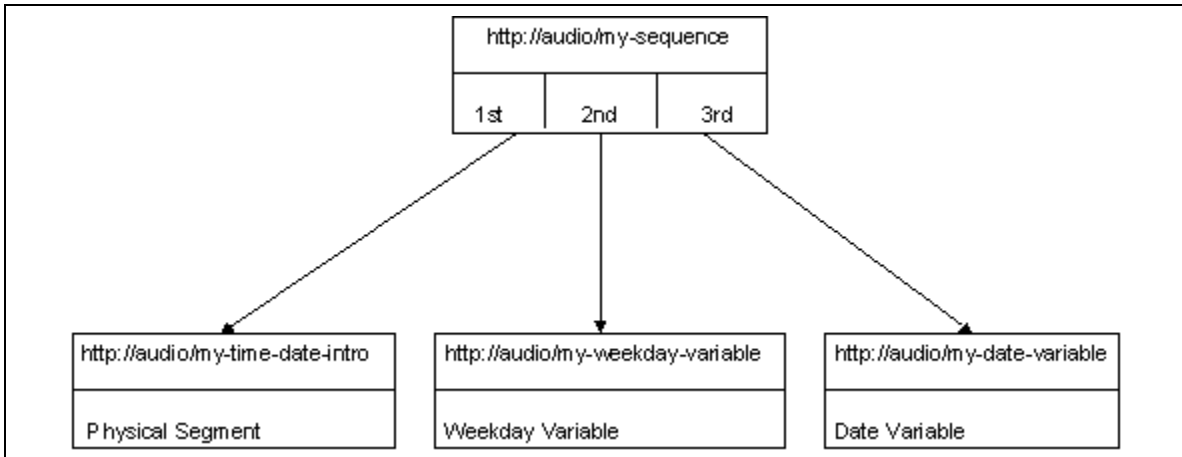 http://audio/my-sequence
1st 2nd 3rd
http://audio/my-time-date-intro
Physical Segment
http://audio/my-weekday-variable
Weekday Variable
http://audio/my-date-variable
Date Variable